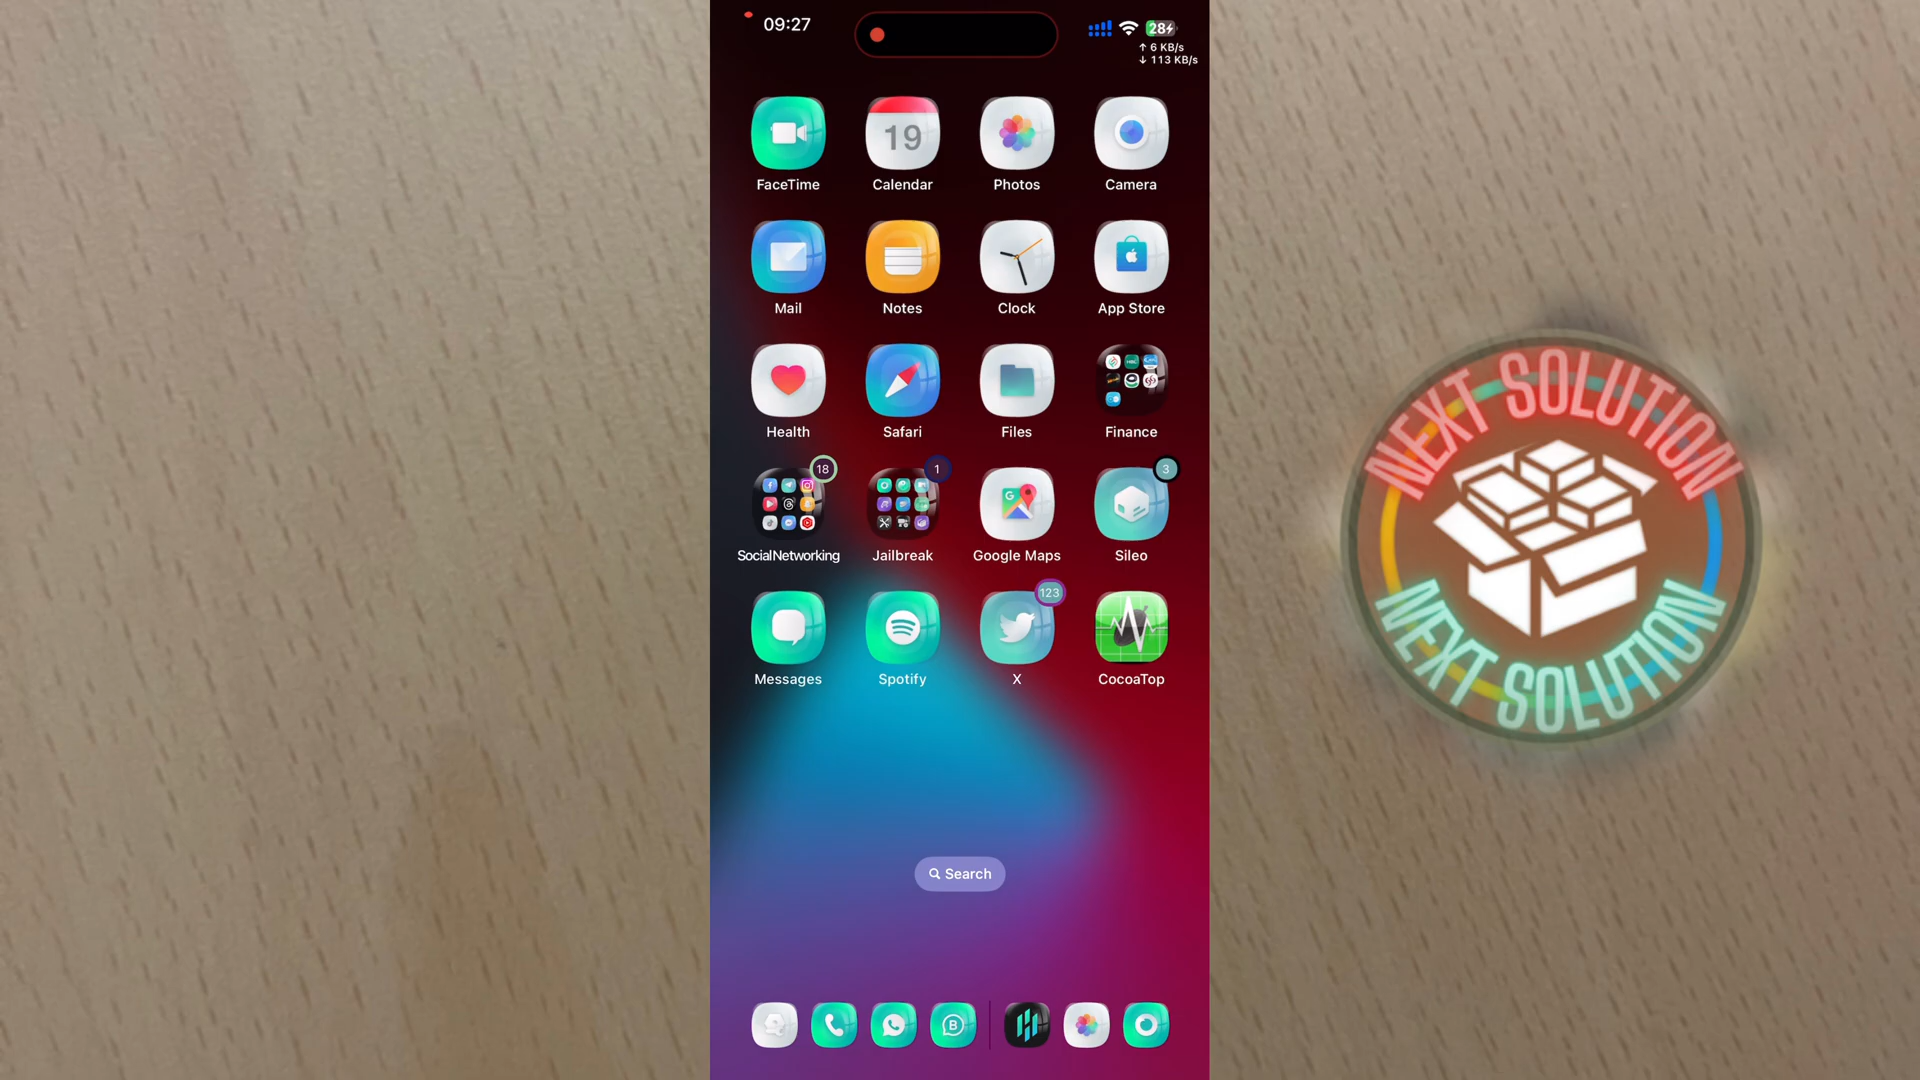 09:27
28
↑ 6 KB/s
↓ 113 KB/s
19
FaceTime Calendar Photos Camera
Mail Notes Clock App Store
Health Safari Files Finance
18 1 3
SocialNetworking Jailbreak Google Maps Sileo
123
Messages Spotify X CocoaTop
Search
B
NEXT SOLUTION
NEXT SOLUTION